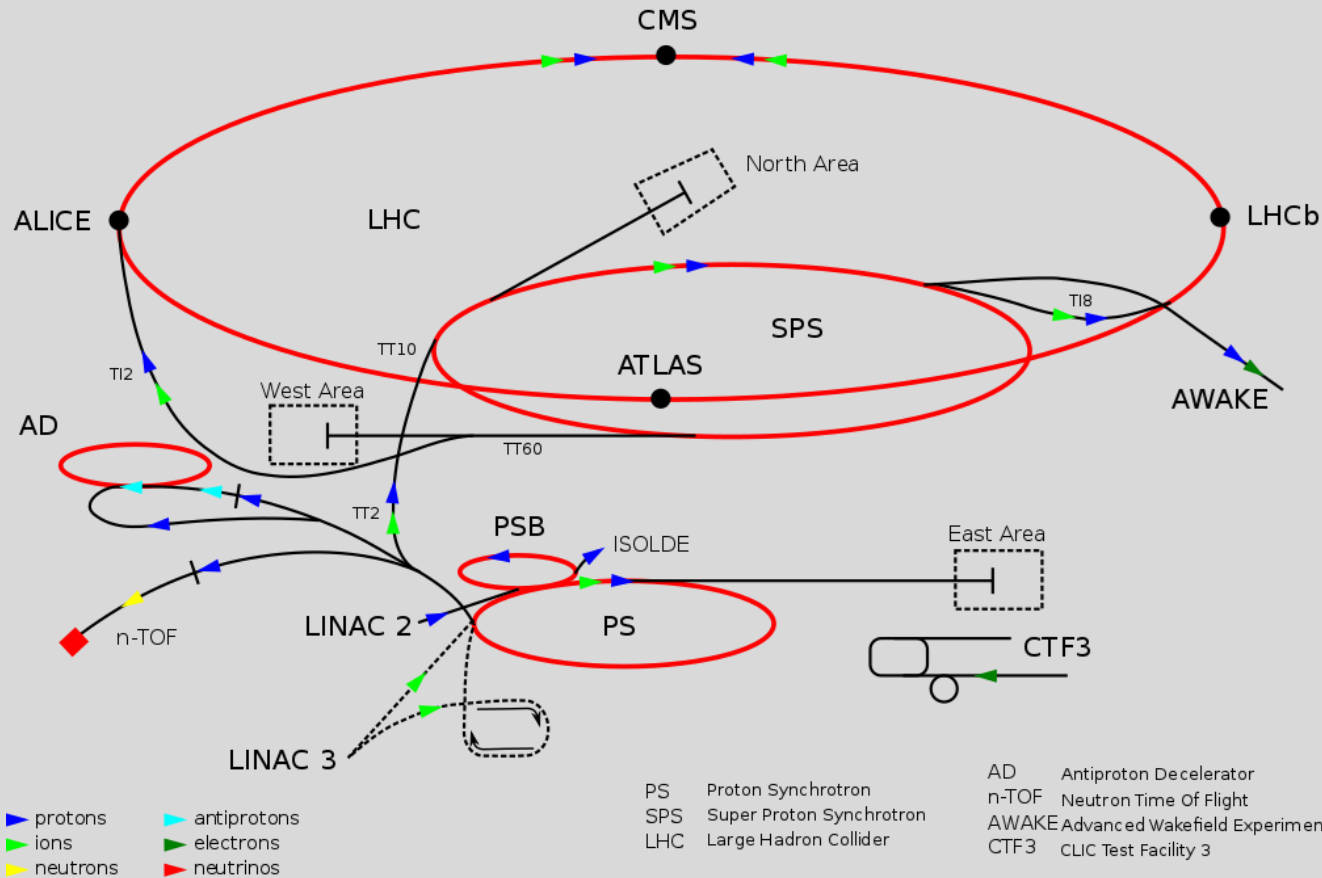 CMS
North Area
ALICE
LHC
LHCb
TI8
SPS
TT10
ATLAS
TI2
West Area
AWAKE
AD
TT60
TT2
PSB
ISOLDE
East Area
LINAC 2
PS
n-TOF
CTF3
LINAC 3
protons
ions
neutrons
antiprotons
electrons
neutrinos
PS Proton Synchrotron
SPS Super Proton Synchrotron
LHC Large Hadron Collider
AD Antiproton Decelerator
n-TOF Neutron Time Of Flight
AWAKE Advanced Wakefield Experimen
CTF3 CLIC Test Facility 3